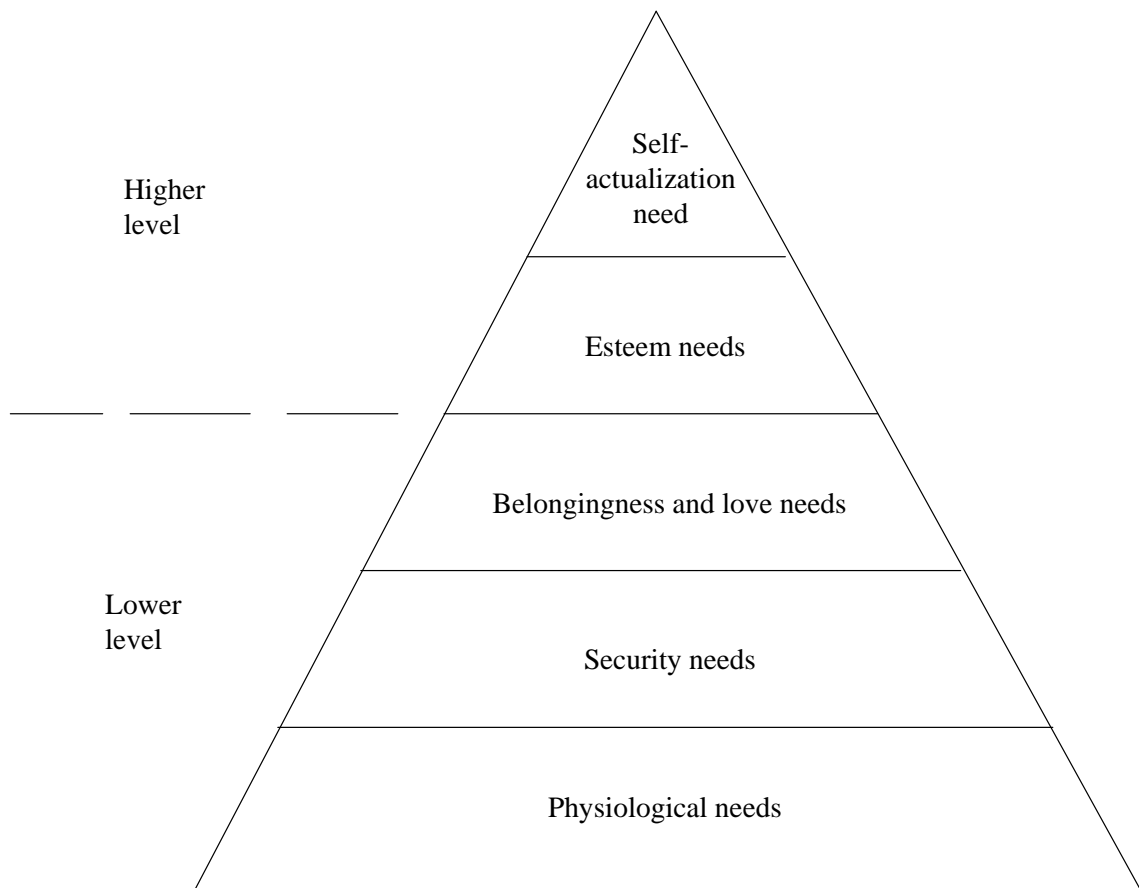 Self-
actualization
need
Higher
level
Esteem needs
Belongingness and love needs
Lower
level
Security needs
Physiological needs